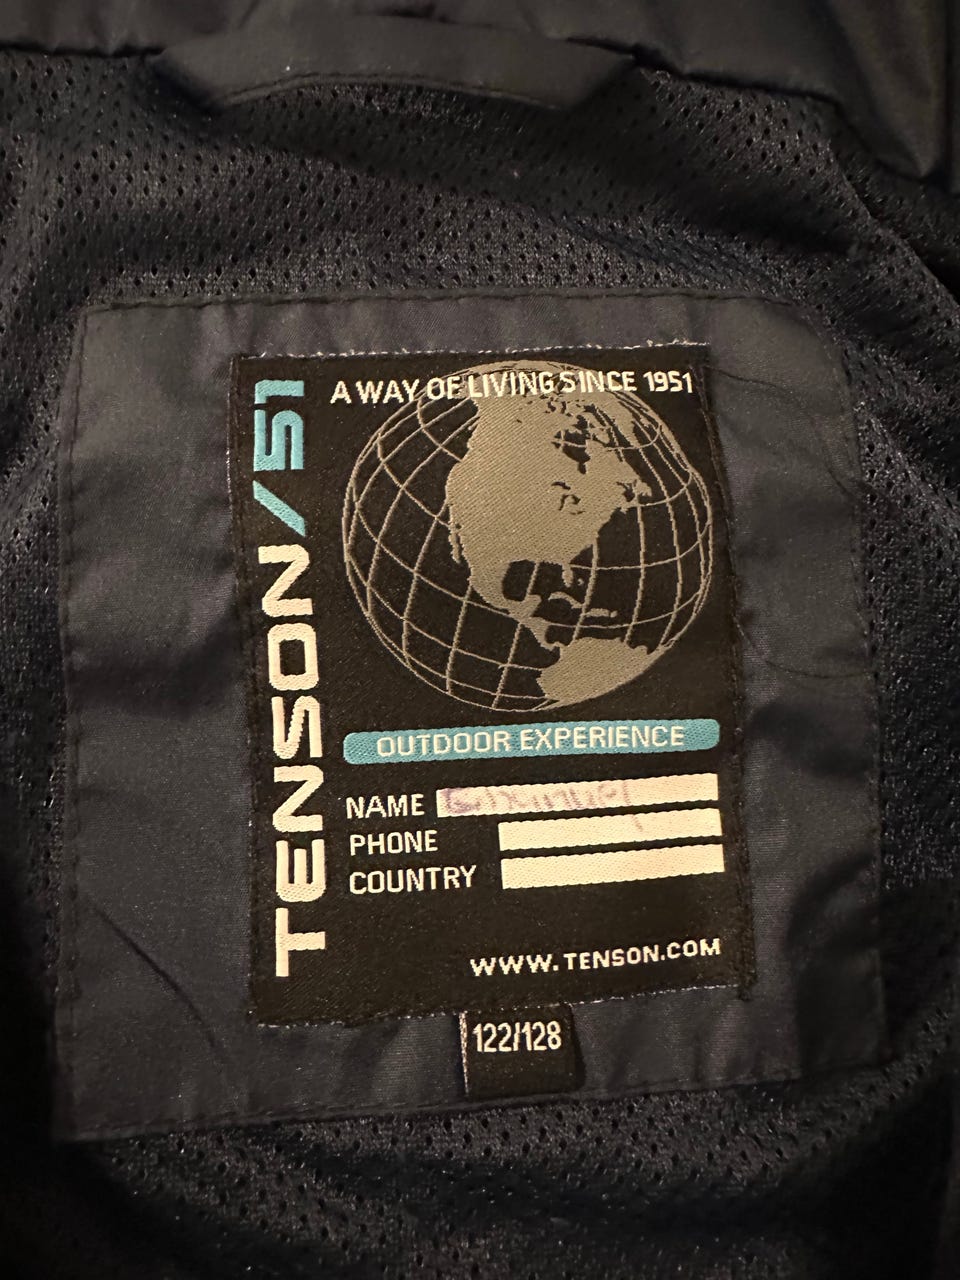 A WAY OF LIVING SINCE 1951
TENSON/51
OUTDOOR EXPERIENCE
NAME
PHONE
COUNTRY
WWW.TENSON.COM
122/128